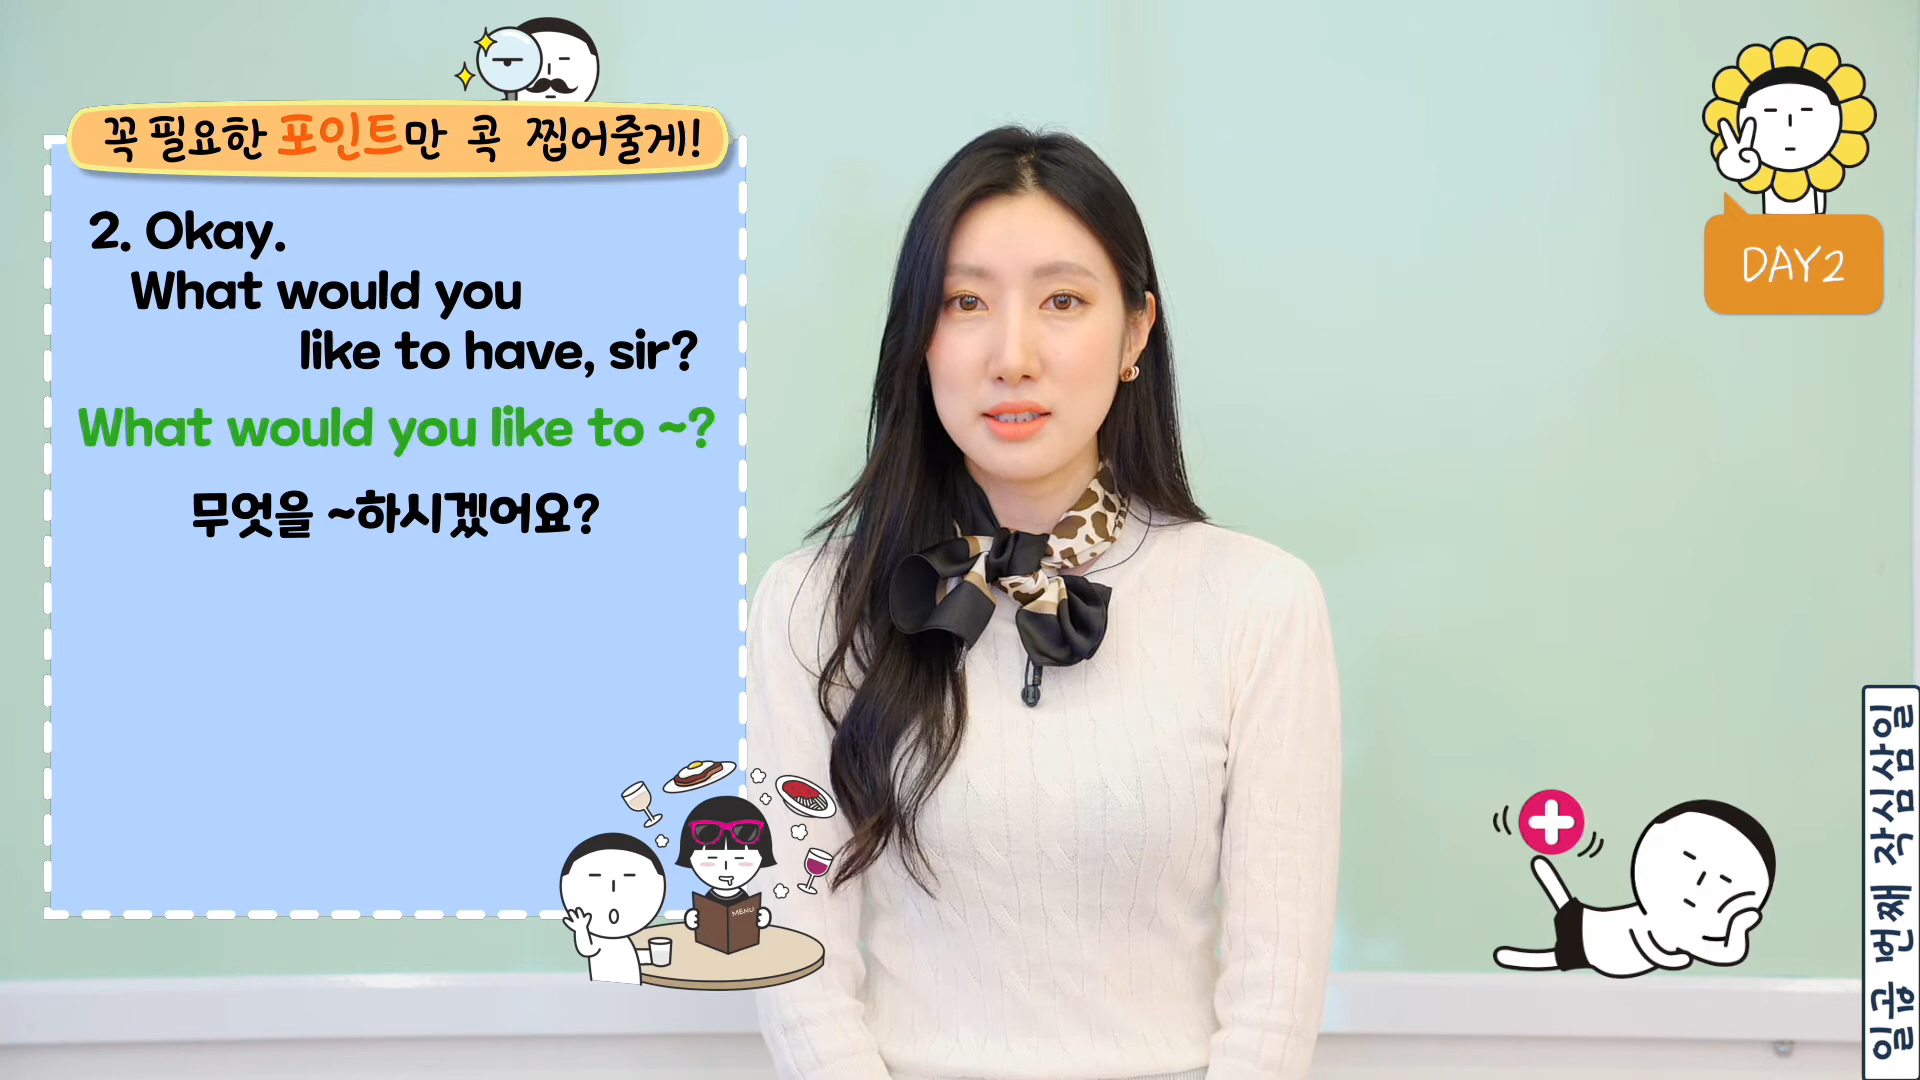 꼭 필요한 포인트만 콕 찝어줄게!
2. Okay.
What would you
like to have, sir?
What would you like to ~?
무엇을 ~하시겠어요?
MENU
DAY2
일곱 번째 작심삼일